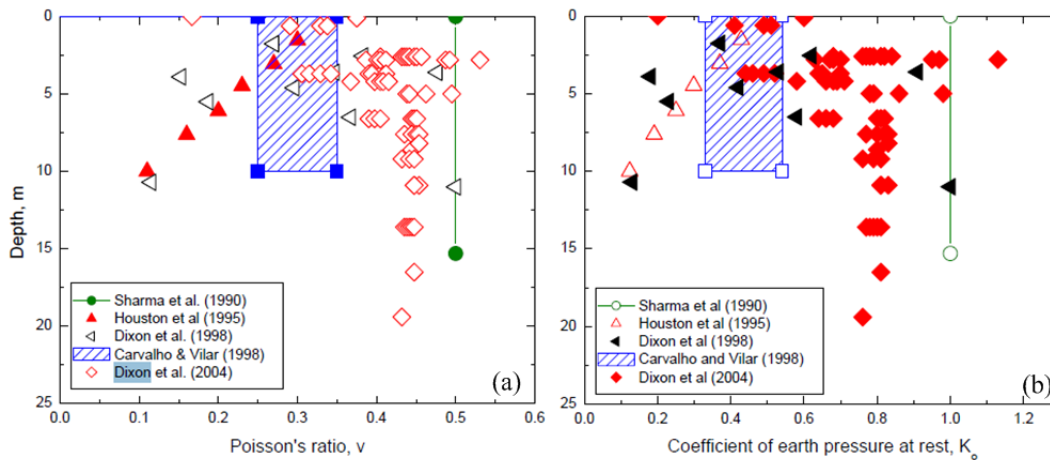 0
5
10
15
20
25
Depth, m
0.0
0.1
0.2
0.3
0.4
0.5
0.6
Poisson's ratio, ν
Sharma et al. (1990)
Houston et al (1995)
Dixon et al. (1998)
Carvalho & Vilar (1998)
Dixon et al. (2004)
(a)
0
5
10
15
20
25
0.0
0.2
0.4
0.6
0.8
1.0
1.2
Coefficient of earth pressure at rest, Kₒ
Sharma et al (1990)
Houston et al (1995)
Dixon et al (1998)
Carvalho and Vilar (1998)
Dixon et al (2004)
(b)